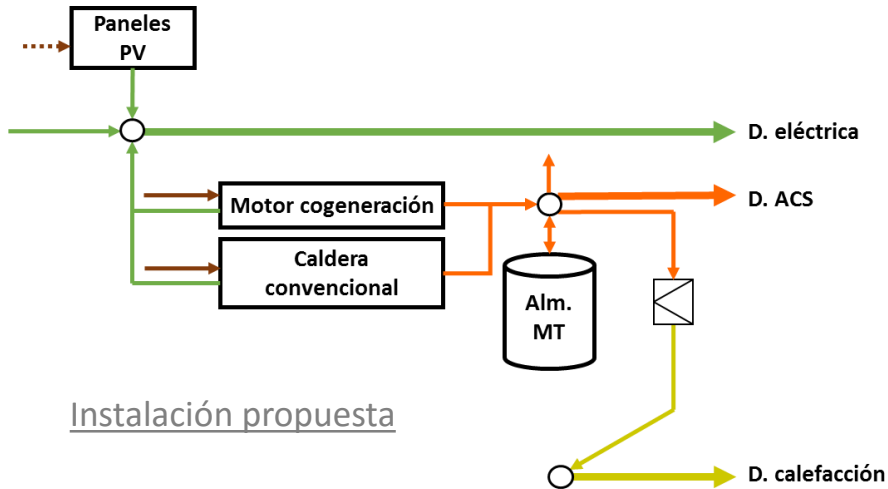 Paneles
PV
D. eléctrica
D. ACS
Motor cogeneración
Caldera
convencional
Alm.
MT
Instalación propuesta
D. calefacción